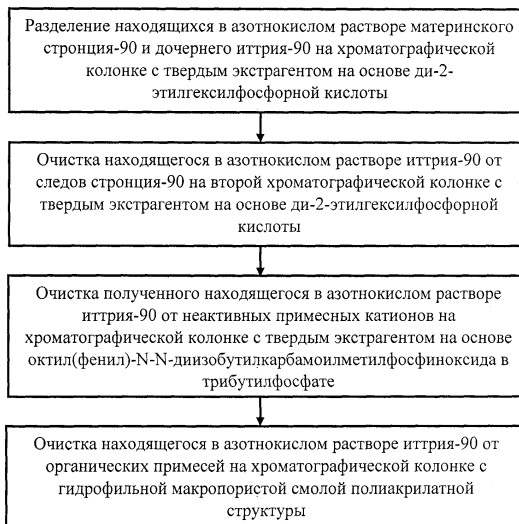 Разделение находящихся в азотнокислом растворе материнского
стронция-90 и дочернего иттрия-90 на хроматографической
колонке с твердым экстрагентом на основе ди-2-
этилгексилфосфорной кислоты
Очистка находящегося в азотнокислом растворе иттрия-90 от
следов стронция-90 на второй хроматографической колонке с
твердым экстрагентом на основе ди-2-этилгексилфосфорной
кислоты
Очистка полученного находящегося в азотнокислом растворе
иттрия-90 от неактивных примесных катионов на
хроматографической колонке с твердым экстрагентом на основе
октил(фенил)-N-N-диизобутилкарбамоилметилфосфиноксида в
трибутилфосфате
Очистка находящегося в азотнокислом растворе иттрия-90 от
органических примесей на хроматографической колонке с
гидрофильной макропористой смолой полиакрилатной
структуры